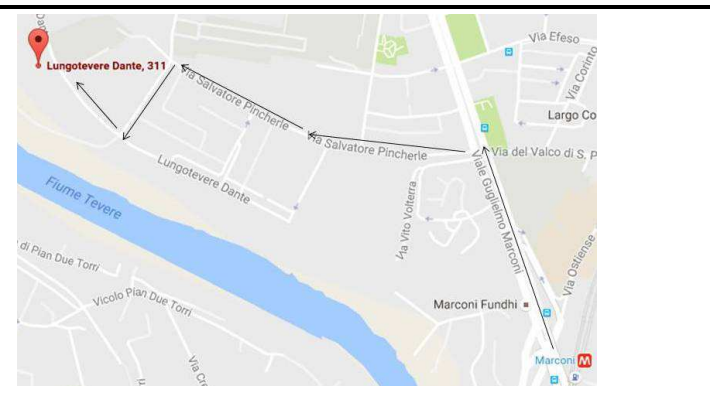 Via Efeso
Via Corinto
Lungotevere Dante, 311
Via Salvatore Pincherle
Largo Co
Via Salvatore Pincherle
Via del Valco di S. P
Lungotevere Dante
Viale Guglielmo Marconi
Fiume Tevere
Via Vito Volterra
di Pian Due Torri
Via Ostiense
Vicolo Pian Due Torri
Marconi Fundhi
Marconi M
Via Cro